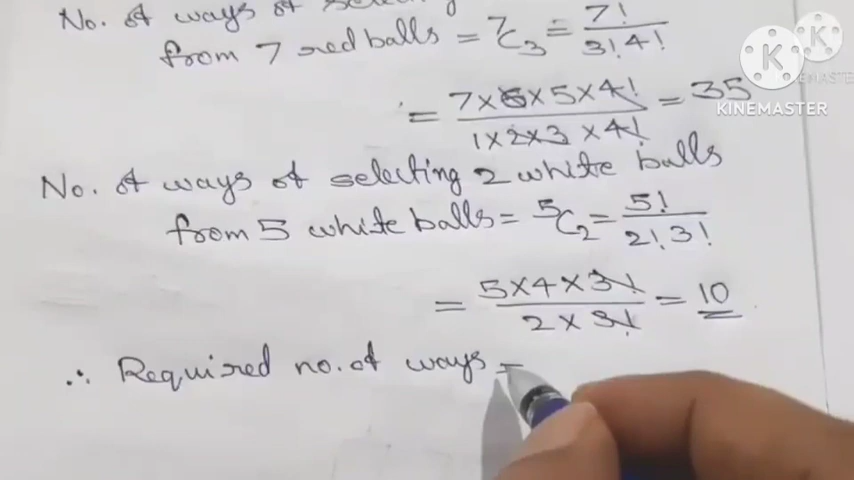 No. of ways of selecting
from 7 red balls = ⁷C₃ = 7! / 3! 4!
= 7×6×5×4! / 1×2×3×4! = 35
No. of ways of selecting 2 white balls
from 5 white balls = ⁵C₂ = 5! / 2! 3!
= 5×4×3! / 2×3! = 10
∴ Required no. of ways =
KINEMASTER
KINEMASTER